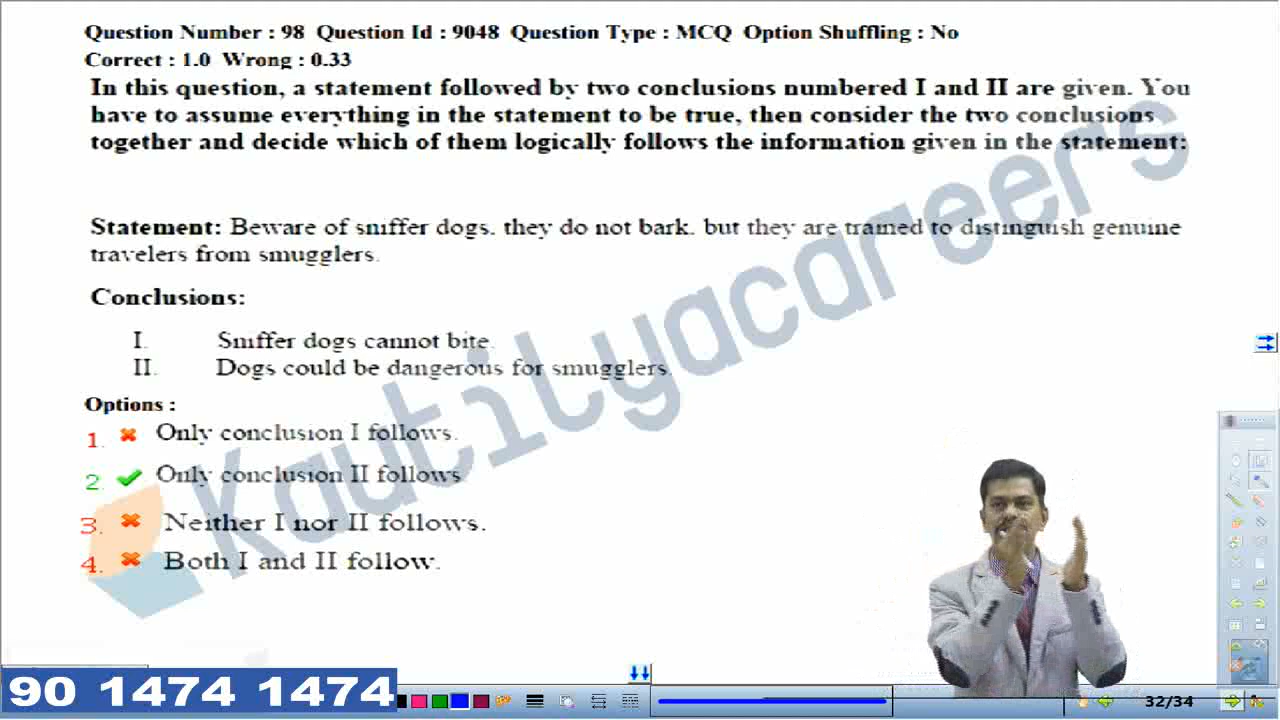 Question Number : 98 Question Id : 9048 Question Type : MCQ Option Shuffling : No
Correct : 1.0 Wrong : 0.33
In this question, a statement followed by two conclusions numbered I and II are given. You
have to assume everything in the statement to be true, then consider the two conclusions
together and decide which of them logically follows the information given in the statement:
Statement: Beware of sniffer dogs. they do not bark. but they are trained to distinguish genuine
travelers from smugglers.
Conclusions:
I. Sniffer dogs cannot bite.
II. Dogs could be dangerous for smugglers.
Options :
1. Only conclusion I follows.
2. Only conclusion II follows
3. Neither I nor II follows.
4. Both I and II follow.
Kautilyacareers
90 1474 1474
32/34